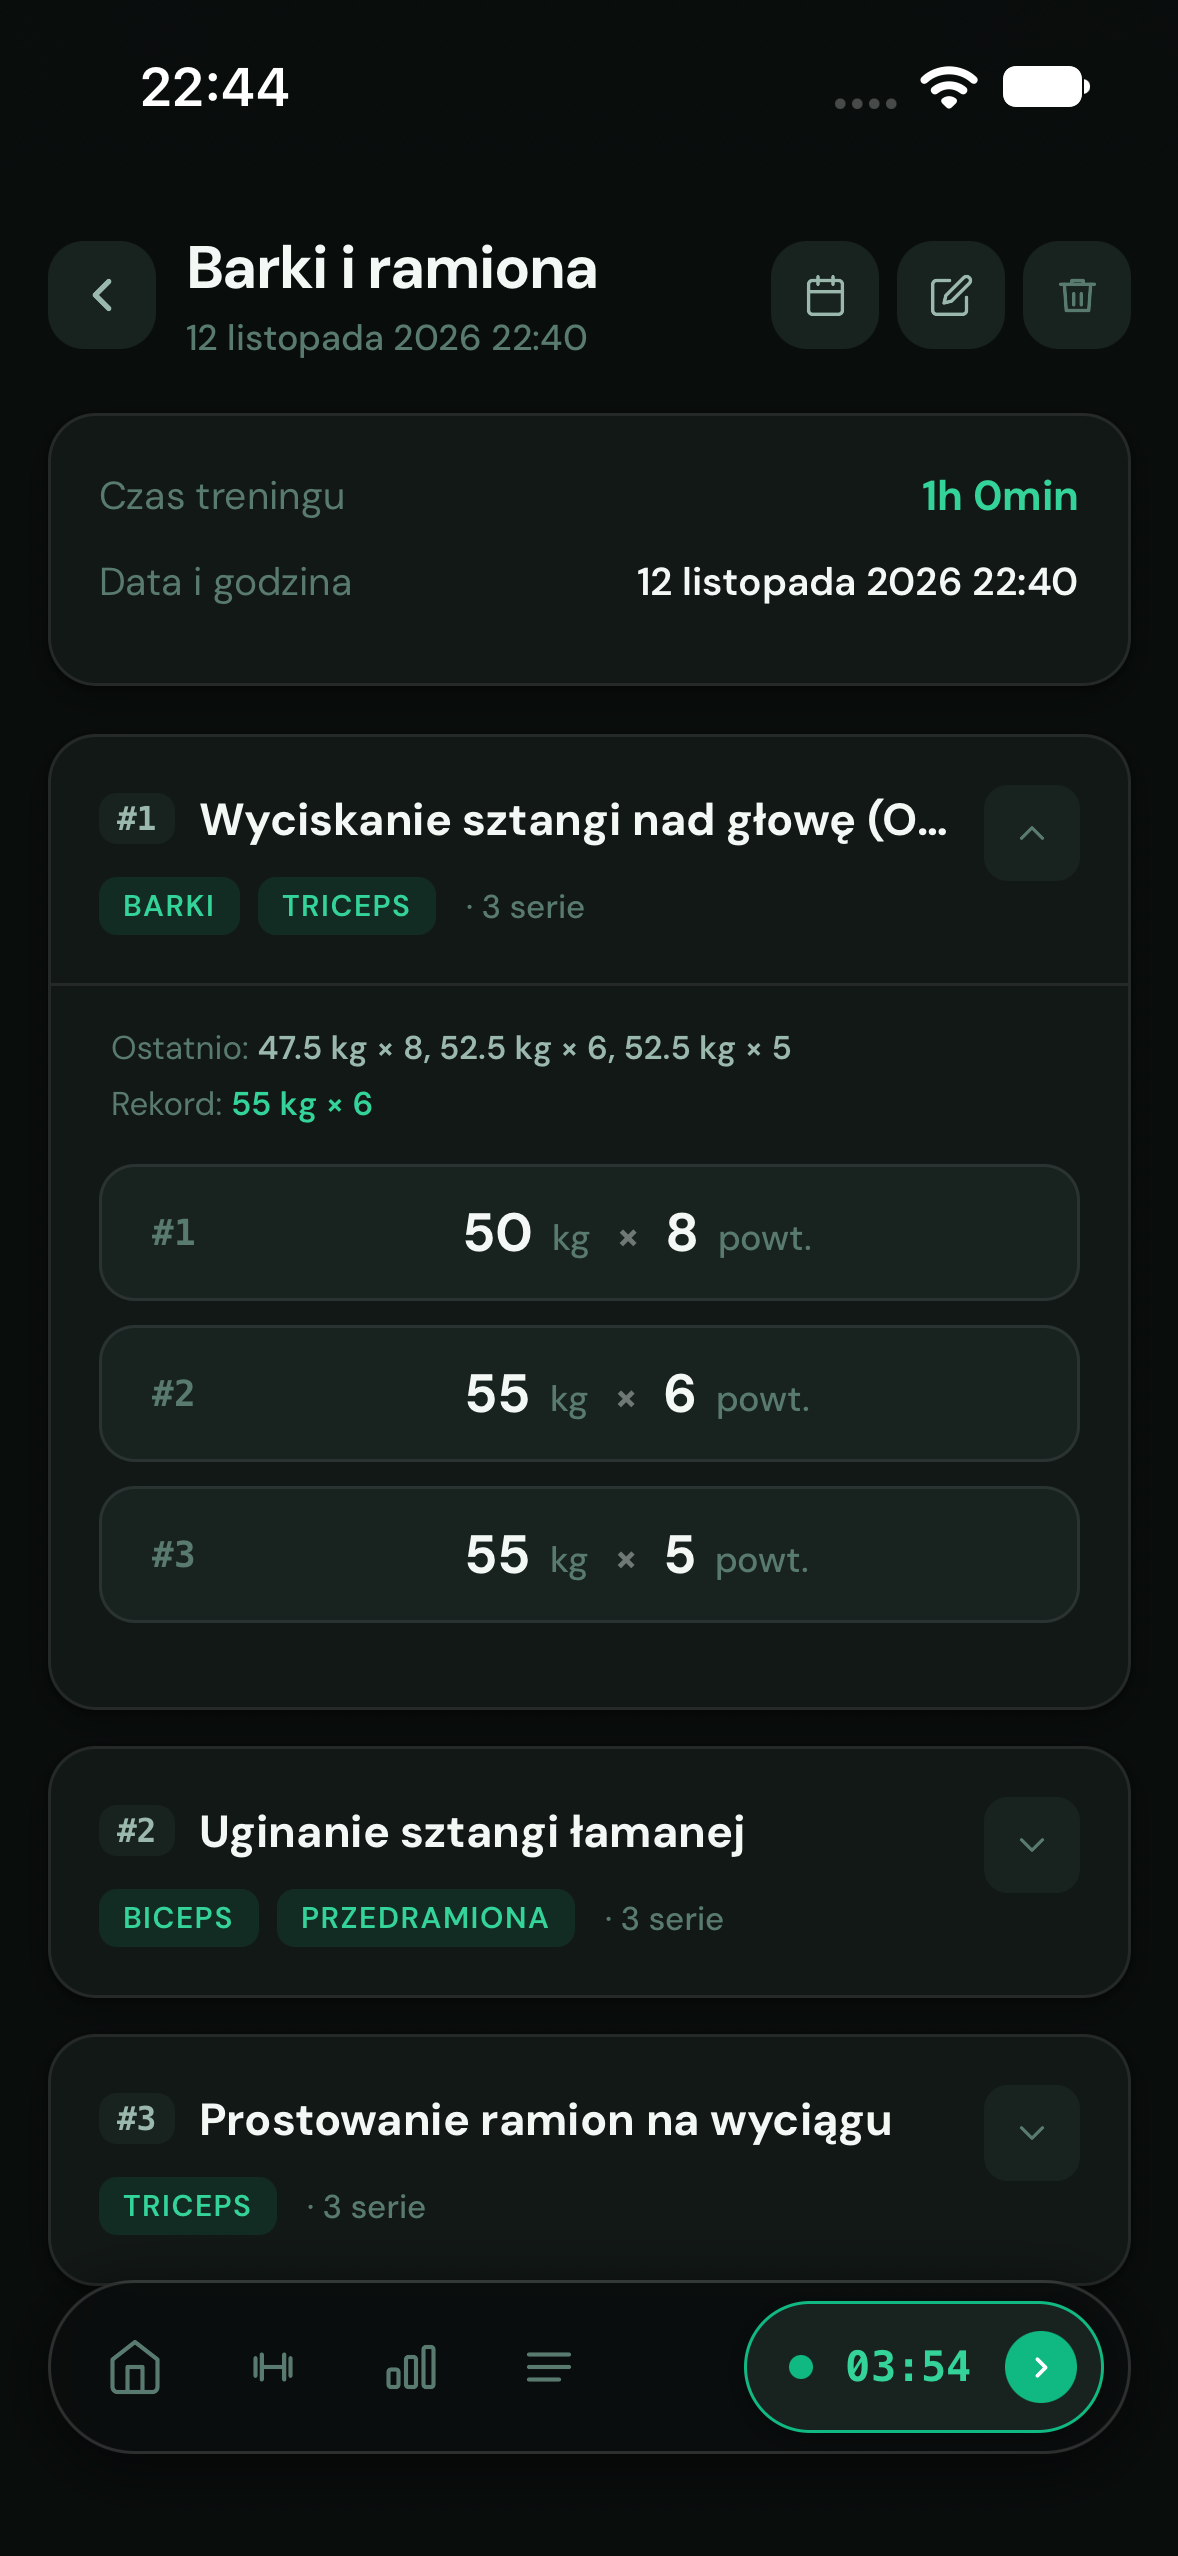 22:44
Barki i ramiona
12 listopada 2026 22:40
Czas treningu 1h 0min
Data i godzina 12 listopada 2026 22:40
#1 Wyciskanie sztangi nad głowę (O...
BARKI TRICEPS · 3 serie
Ostatnio: 47.5 kg × 8, 52.5 kg × 6, 52.5 kg × 5
Rekord: 55 kg × 6
#1 50 kg × 8 powt.
#2 55 kg × 6 powt.
#3 55 kg × 5 powt.
#2 Uginanie sztangi łamanej
BICEPS PRZEDRAMIONA · 3 serie
#3 Prostowanie ramion na wyciągu
TRICEPS · 3 serie
03:54